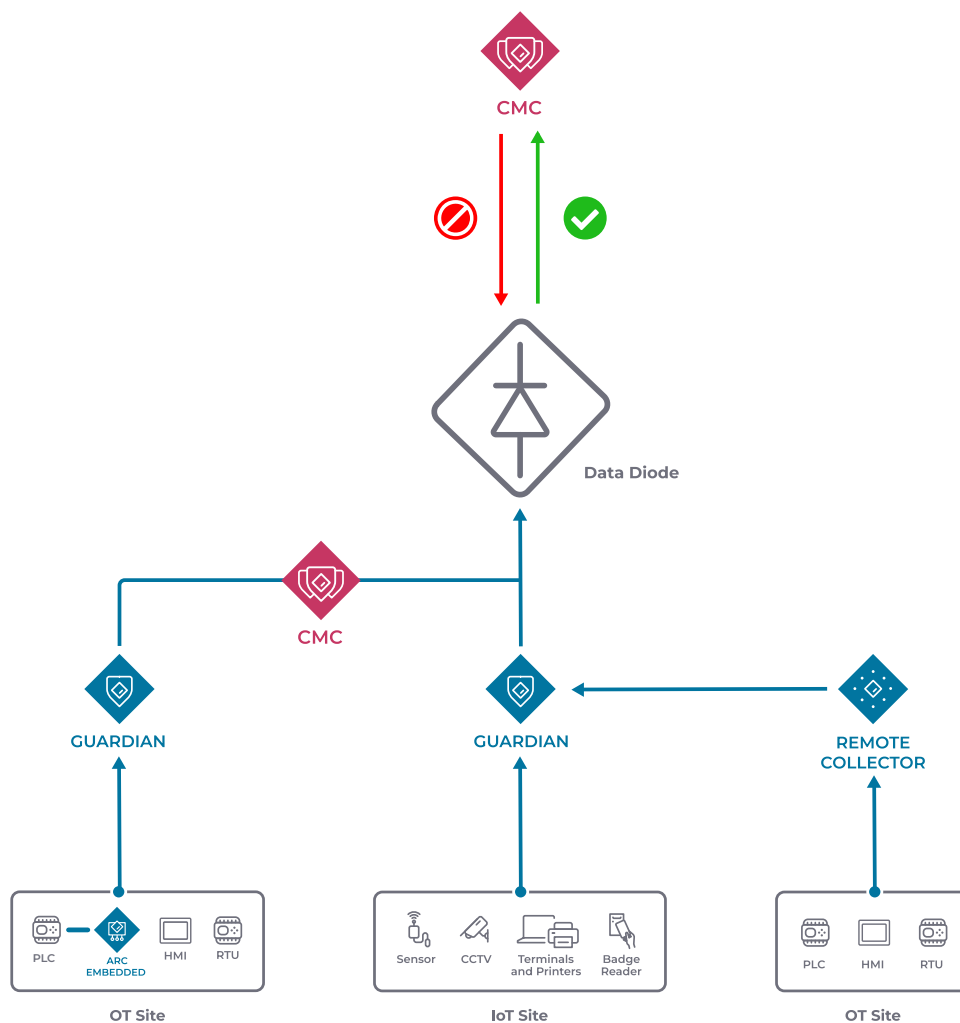 CMC
Data Diode
CMC
GUARDIAN
GUARDIAN
REMOTE
COLLECTOR
PLC
ARC
EMBEDDED
HMI
RTU
Sensor
CCTV
Terminals
and Printers
Badge
Reader
PLC
HMI
RTU
OT Site
IoT Site
OT Site